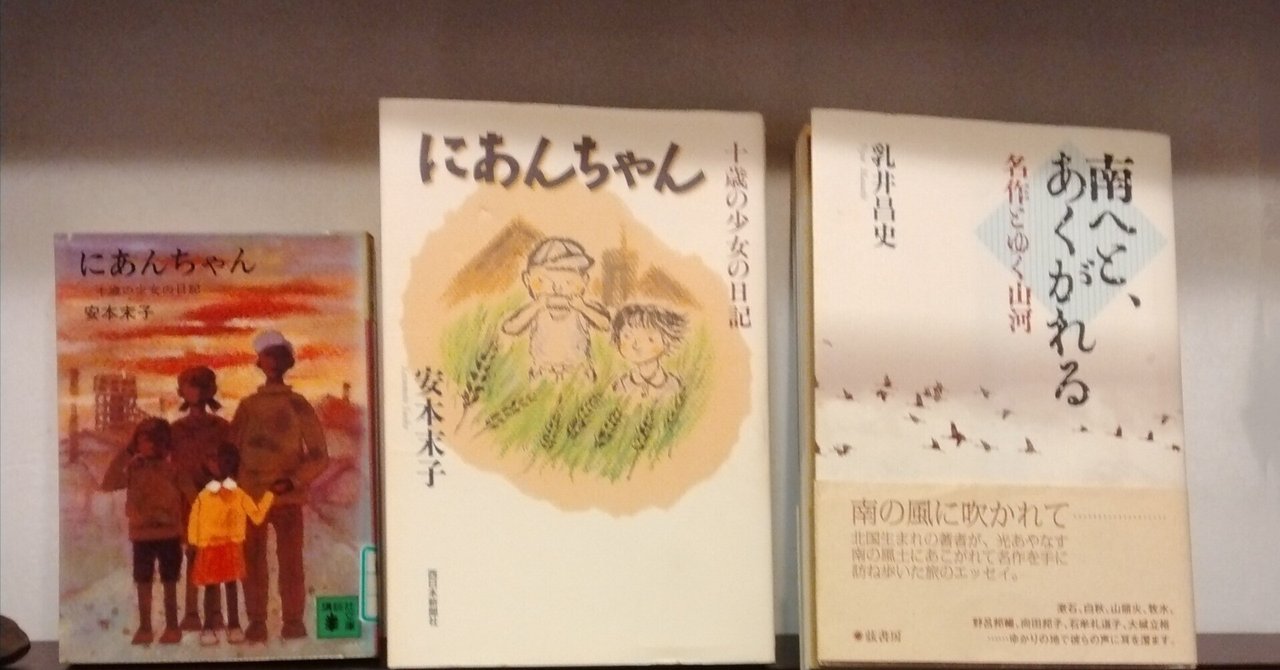 にあんちゃん
十歳の少女の日記
安本末子
講談社
文庫
にあんちゃん
十歳の少女の日記
安本末子
西日本新聞社
南へと、
あくがれる
名作とゆく山河
乳井昌史
南の風に吹かれて………………
北国生まれの著者が、光あやなす
南の風土にあこがれて名作を手に
訪ね歩いた旅のエッセイ。
漱石、白秋、山頭火、牧水、
野呂邦暢、向田邦子、石牟礼道子、大城立裕
……ゆかりの地で彼らの声に耳を澄ます。
弦書房